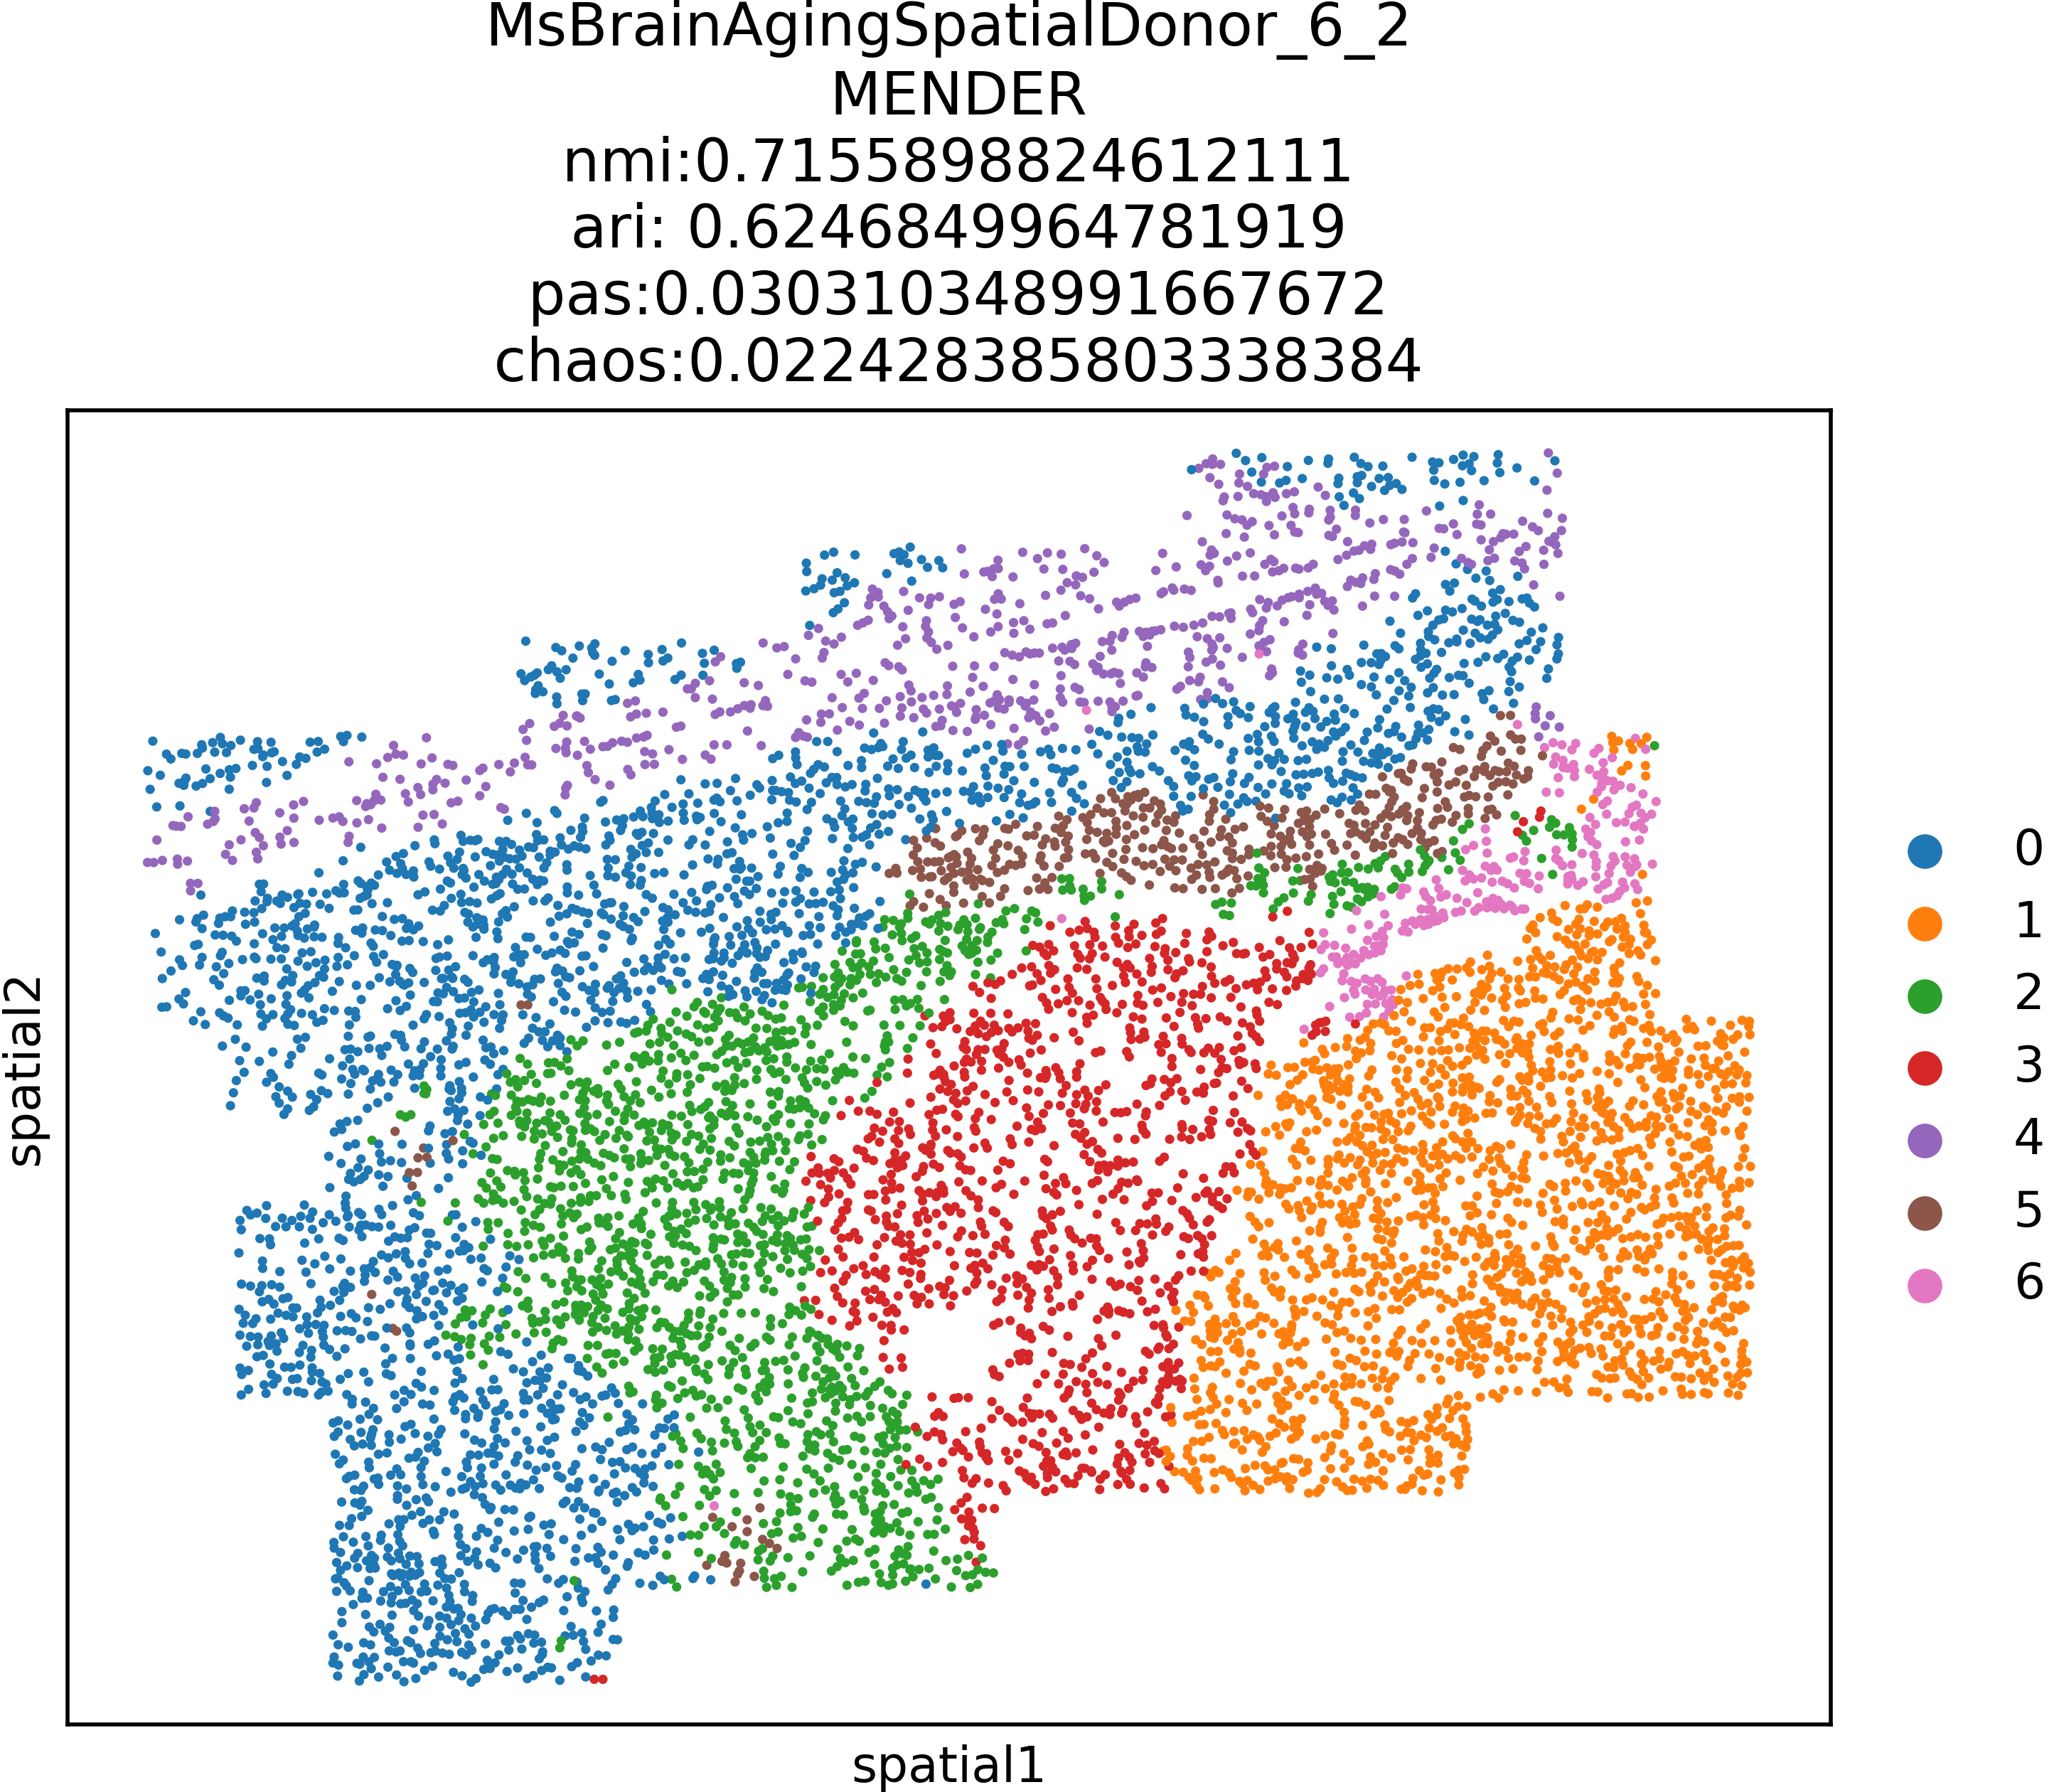 MsBrainAgingSpatialDonor_6_2
MENDER
nmi:0.7155898824612111
ari: 0.6246849964781919
pas:0.030310348991667672
chaos:0.022428385803338384
spatial2
spatial1
0
1
2
3
4
5
6